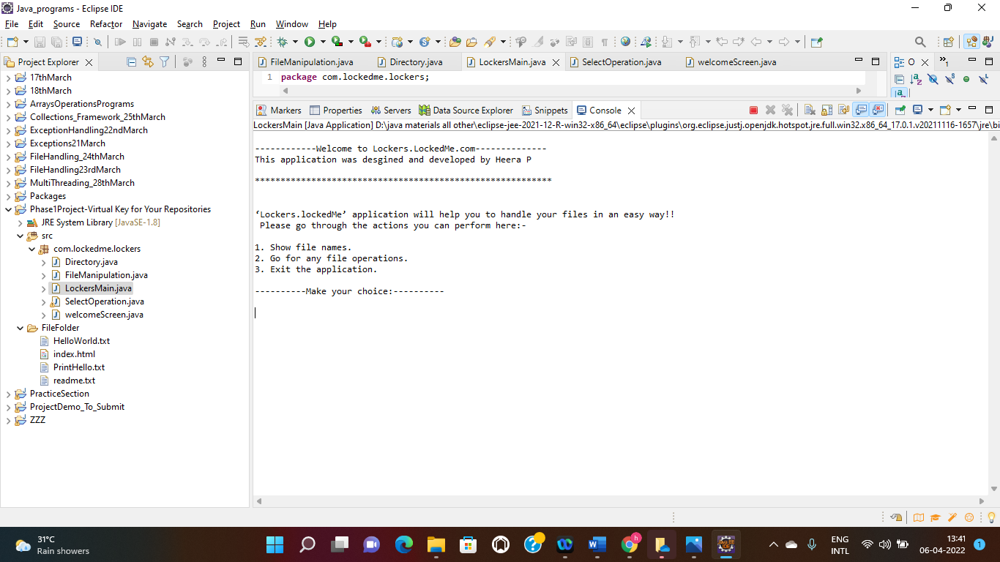 Java_programs - Eclipse IDE
File Edit Source Refactor Navigate Search Project Run Window Help
Project Explorer
17thMarch
18thMarch
ArraysOperationsPrograms
Collections_Framework_25thMarch
ExceptionHandling22ndMarch
Exceptions21March
FileHandling_24thMarch
FileHandling23rdMarch
MultiThreading_28thMarch
Packages
Phase1Project-Virtual Key for Your Repositories
JRE System Library [JavaSE-1.8]
src
com.lockedme.lockers
Directory.java
FileManipulation.java
LockersMain.java
SelectOperation.java
welcomeScreen.java
FileFolder
HelloWorld.txt
index.html
PrintHello.txt
readme.txt
PracticeSection
ProjectDemo_To_Submit
ZZZ
FileManipulation.java Directory.java LockersMain.java SelectOperation.java welcomeScreen.java
1 package com.lockedme.lockers;
Markers Properties Servers Data Source Explorer Snippets Console
LockersMain [Java Application] D:\java materials all other\eclipse-jee-2021-12-R-win32-x86_64\eclipse\plugins\org.eclipse.justj.openjdk.hotspot.jre.full.win32.x86_64_17.0.1.v20211116-1657\jre\bi
------------Welcome to Lockers.LockedMe.com--------------
This application was desgined and developed by Heera P
**********************************************************
‘Lockers.lockedMe’ application will help you to handle your files in an easy way!!
Please go through the actions you can perform here:-
1. Show file names.
2. Go for any file operations.
3. Exit the application.
----------Make your choice:----------
31°C
Rain showers
ENG
INTL
13:41
06-04-2022
1